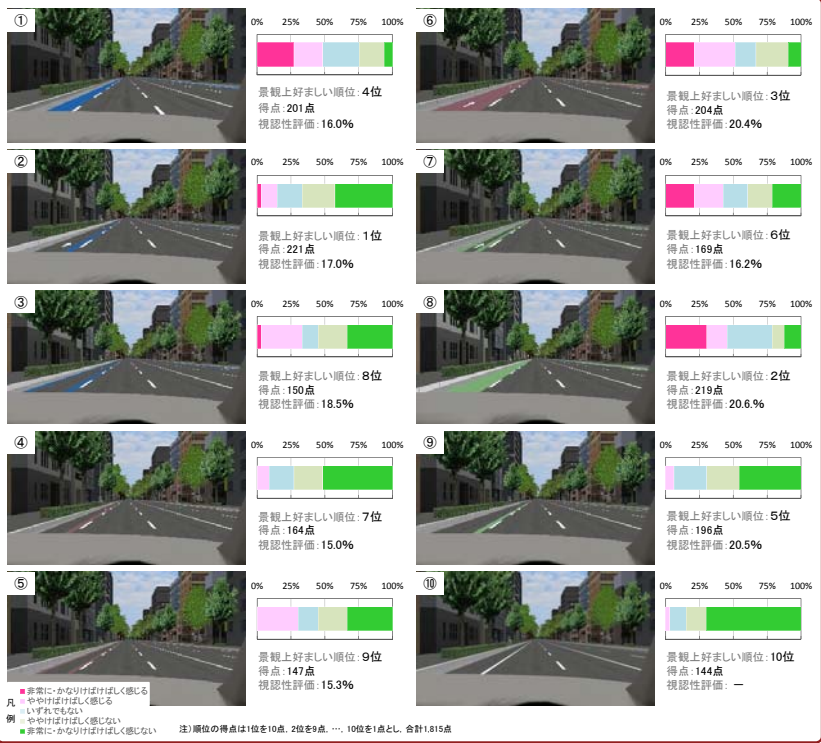 ①
0% 25% 50% 75% 100%
景観上好ましい順位：4位
得点：201点
視認性評価：16.0%
②
0% 25% 50% 75% 100%
景観上好ましい順位：1位
得点：221点
視認性評価：17.0%
③
0% 25% 50% 75% 100%
景観上好ましい順位：8位
得点：150点
視認性評価：18.5%
④
0% 25% 50% 75% 100%
景観上好ましい順位：7位
得点：164点
視認性評価：15.0%
⑤
0% 25% 50% 75% 100%
景観上好ましい順位：9位
得点：147点
視認性評価：15.3%
⑥
0% 25% 50% 75% 100%
景観上好ましい順位：3位
得点：204点
視認性評価：20.4%
⑦
0% 25% 50% 75% 100%
景観上好ましい順位：6位
得点：169点
視認性評価：16.2%
⑧
0% 25% 50% 75% 100%
景観上好ましい順位：2位
得点：219点
視認性評価：20.6.%
⑨
0% 25% 50% 75% 100%
景観上好ましい順位：5位
得点：196点
視認性評価：20.5%
⑩
0% 25% 50% 75% 100%
景観上好ましい順位：10位
得点：144点
視認性評価：－
凡例
■非常に・かなりけばけばしく感じる
■ややけばけばしく感じる
■いずれでもない
■ややけばけばしく感じない
■非常に・かなりけばけばしく感じない
注）順位の得点は1位を10点，2位を9点，…，10位を1点とし，合計1,815点